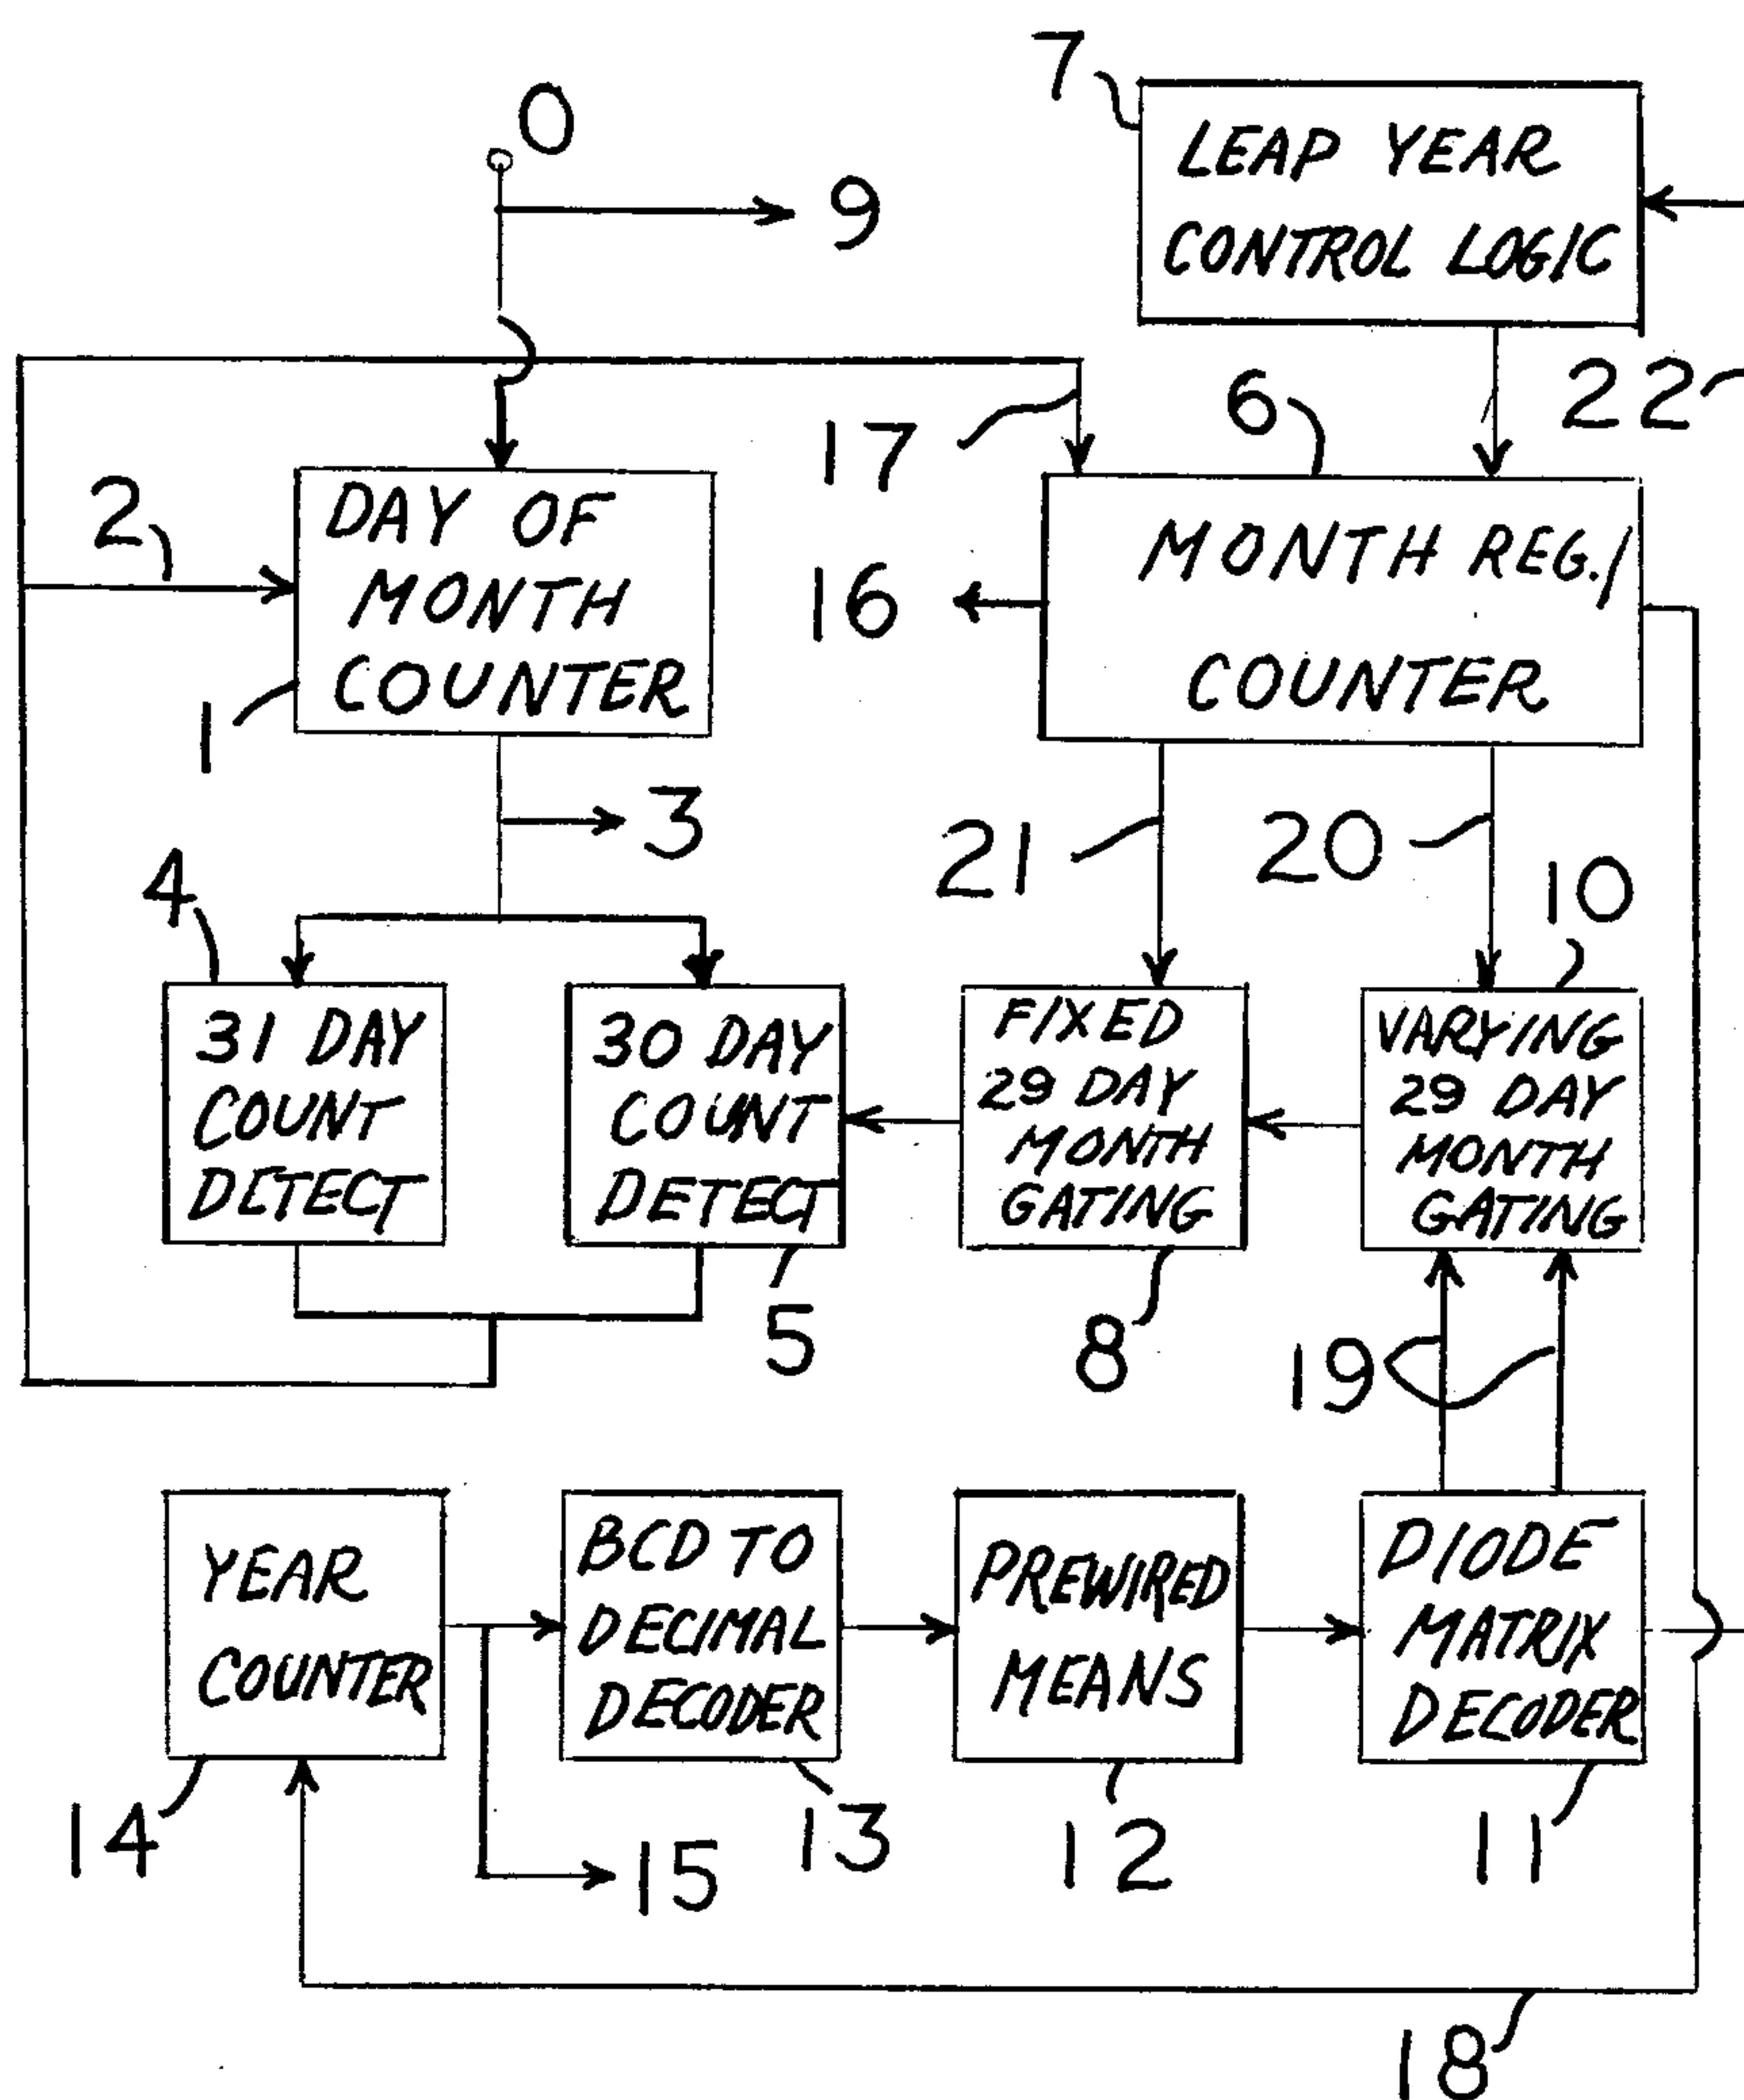 0
9
7
LEAP YEAR
CONTROL LOGIC
22
6
17
2
DAY OF
MONTH
COUNTER
1
16
MONTH REG./
COUNTER
3
21
20
10
4
31 DAY
COUNT
DETECT
30 DAY
COUNT
DETECT
5
FIXED
29 DAY
MONTH
GATING
8
VARYING
29 DAY
MONTH
GATING
19
YEAR
COUNTER
14
15
BCD TO
DECIMAL
DECODER
13
PREWIRED
MEANS
12
DIODE
MATRIX
DECODER
11
18